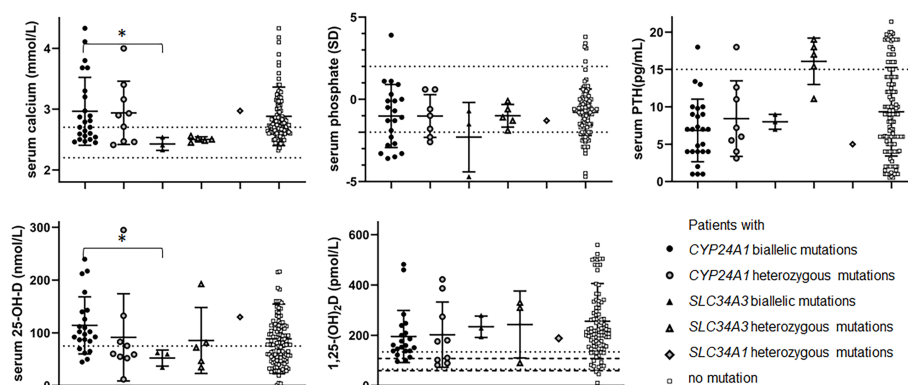 serum calcium (mmol/L)
4
3
2
*
serum phosphate (SD)
5
0
-5
serum PTH(pg/mL)
20
15
10
5
0
serum 25-OH-D (nmol/L)
300
200
100
0
*
1,25-(OH)2D (pmol/L)
600
400
200
0
Patients with
CYP24A1 biallelic mutations
CYP24A1 heterozygous mutations
SLC34A3 biallelic mutations
SLC34A3 heterozygous mutations
SLC34A1 heterozygous mutations
no mutation